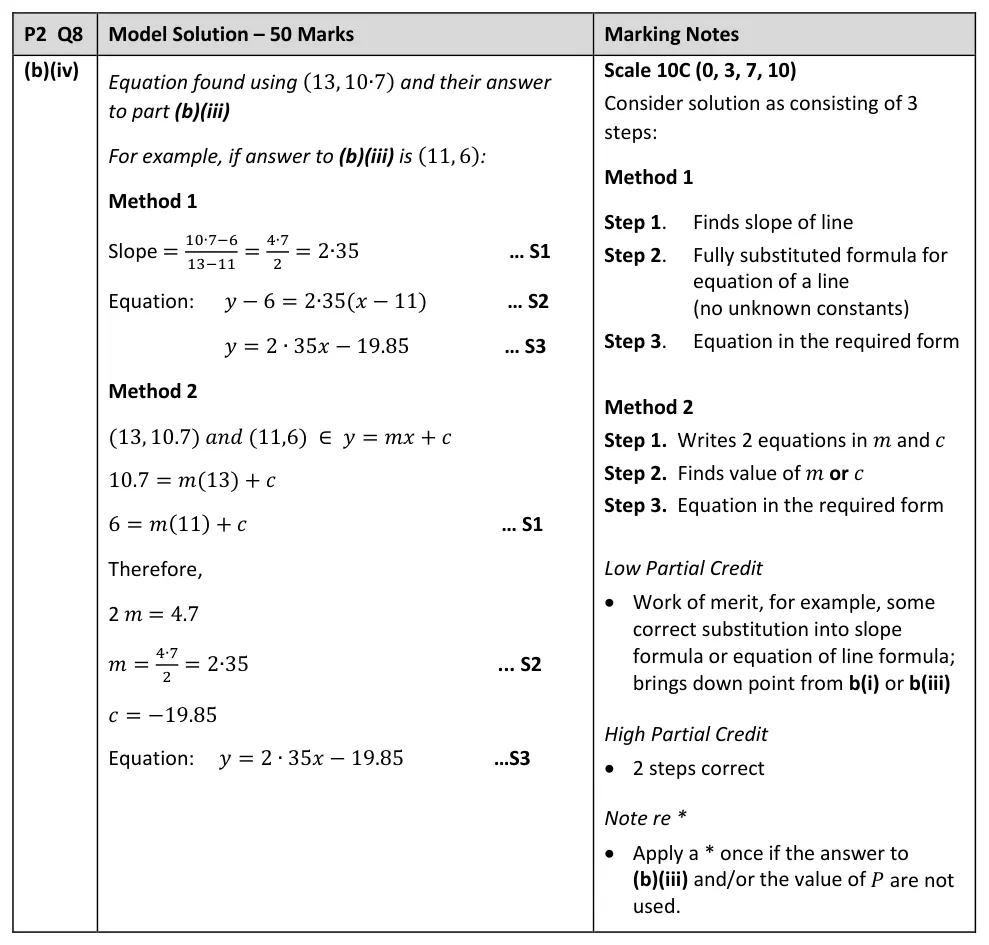 P2 Q8
Model Solution – 50 Marks
Marking Notes
(b)(iv)
Equation found using (13, 10·7) and their answer
to part (b)(iii)
For example, if answer to (b)(iii) is (11, 6):
Method 1
Slope = 10·7−6/13−11 = 4·7/2 = 2·35 … S1
Equation: y − 6 = 2·35(x − 11) … S2
y = 2 · 35x − 19.85 … S3
Method 2
(13, 10.7) and (11,6) ∈ y = mx + c
10.7 = m(13) + c
6 = m(11) + c … S1
Therefore,
2 m = 4.7
m = 4·7/2 = 2·35 ... S2
c = −19.85
Equation: y = 2 · 35x − 19.85 …S3
Scale 10C (0, 3, 7, 10)
Consider solution as consisting of 3
steps:
Method 1
Step 1. Finds slope of line
Step 2. Fully substituted formula for
equation of a line
(no unknown constants)
Step 3. Equation in the required form
Method 2
Step 1. Writes 2 equations in m and c
Step 2. Finds value of m or c
Step 3. Equation in the required form
Low Partial Credit
• Work of merit, for example, some
correct substitution into slope
formula or equation of line formula;
brings down point from b(i) or b(iii)
High Partial Credit
• 2 steps correct
Note re *
• Apply a * once if the answer to
(b)(iii) and/or the value of P are not
used.